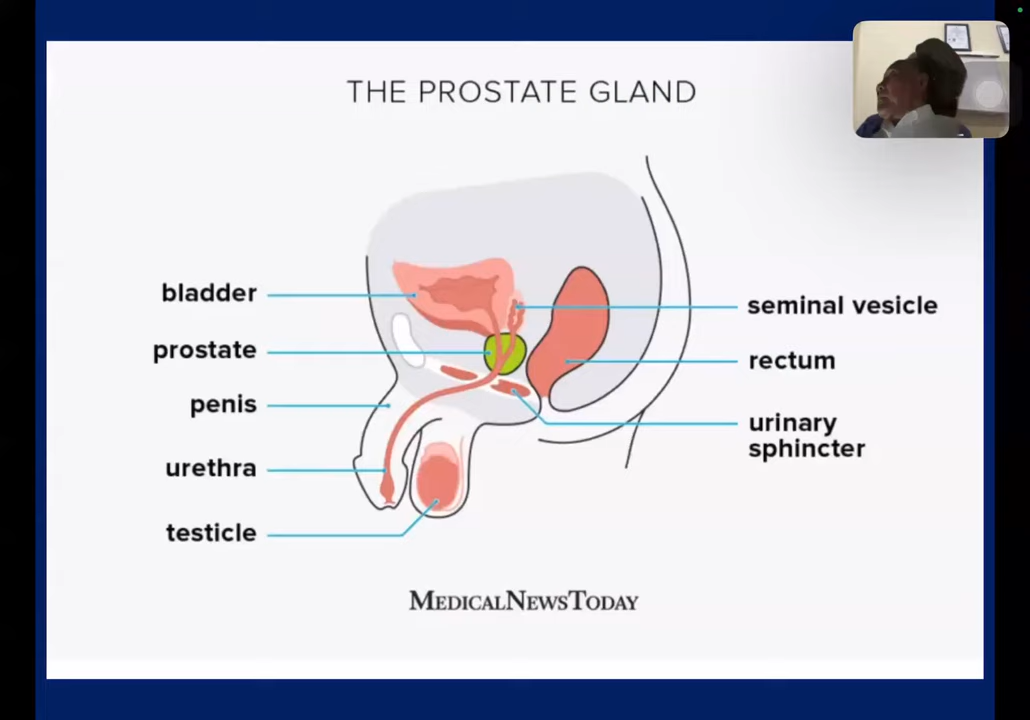 THE PROSTATE GLAND
bladder
prostate
penis
urethra
testicle
seminal vesicle
rectum
urinary
sphincter
MEDICALNEWSTODAY